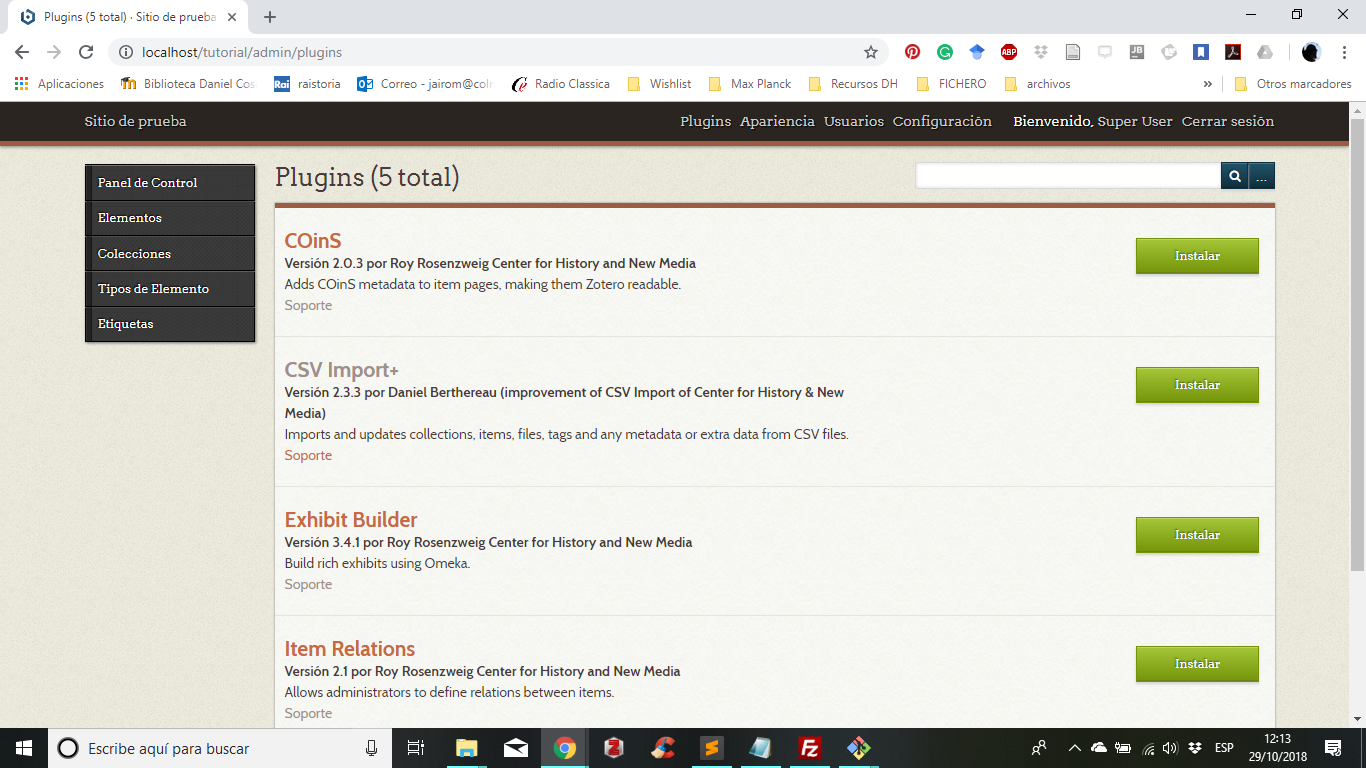 Plugins (5 total) · Sitio de prueba
localhost/tutorial/admin/plugins
ABP
JB
Aplicaciones
Biblioteca Daniel Cos
Rai
raistoria
Correo - jairom@col
Radio Classica
Wishlist
Max Planck
Recursos DH
FICHERO
archivos
»
Otros marcadores
Sitio de prueba
Plugins Apariencia Usuarios Configuración Bienvenido, Super User Cerrar sesión
Panel de Control
Elementos
Colecciones
Tipos de Elemento
Etiquetas
Plugins (5 total)
...
COinS
Versión 2.0.3 por Roy Rosenzweig Center for History and New Media
Adds COinS metadata to item pages, making them Zotero readable.
Soporte
Instalar
CSV Import+
Versión 2.3.3 por Daniel Berthereau (improvement of CSV Import of Center for History & New
Media)
Imports and updates collections, items, files, tags and any metadata or extra data from CSV files.
Soporte
Instalar
Exhibit Builder
Versión 3.4.1 por Roy Rosenzweig Center for History and New Media
Build rich exhibits using Omeka.
Soporte
Instalar
Item Relations
Versión 2.1 por Roy Rosenzweig Center for History and New Media
Allows administrators to define relations between items.
Soporte
Instalar
Escribe aquí para buscar
ESP
12:13
29/10/2018